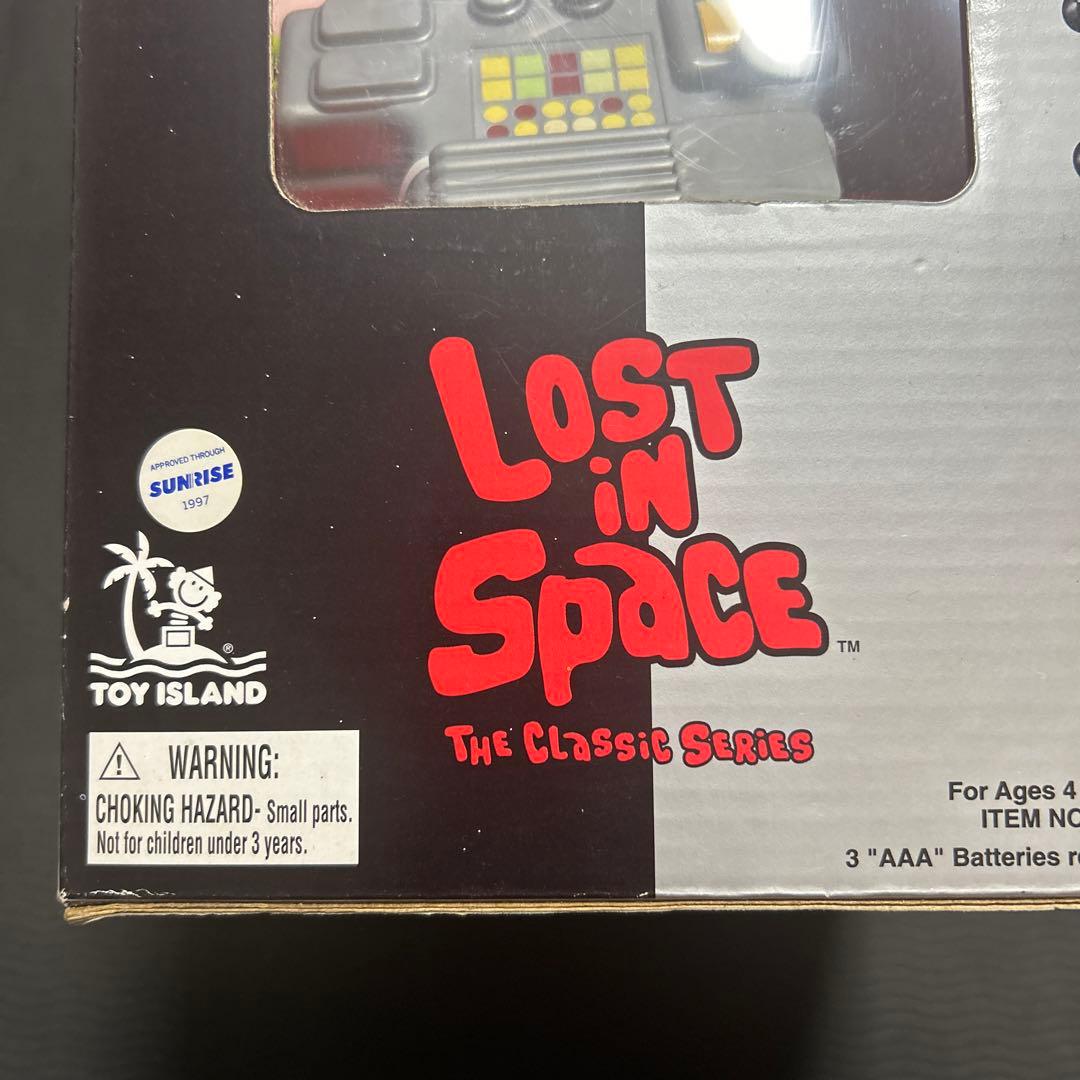 LOST
iN
SpacE
™
THE CLassiC SERiES
APPROVED THROUGH
SUNRISE
1997
®
TOY ISLAND
WARNING:
CHOKING HAZARD- Small parts.
Not for children under 3 years.
For Ages 4
ITEM NO
3 "AAA" Batteries